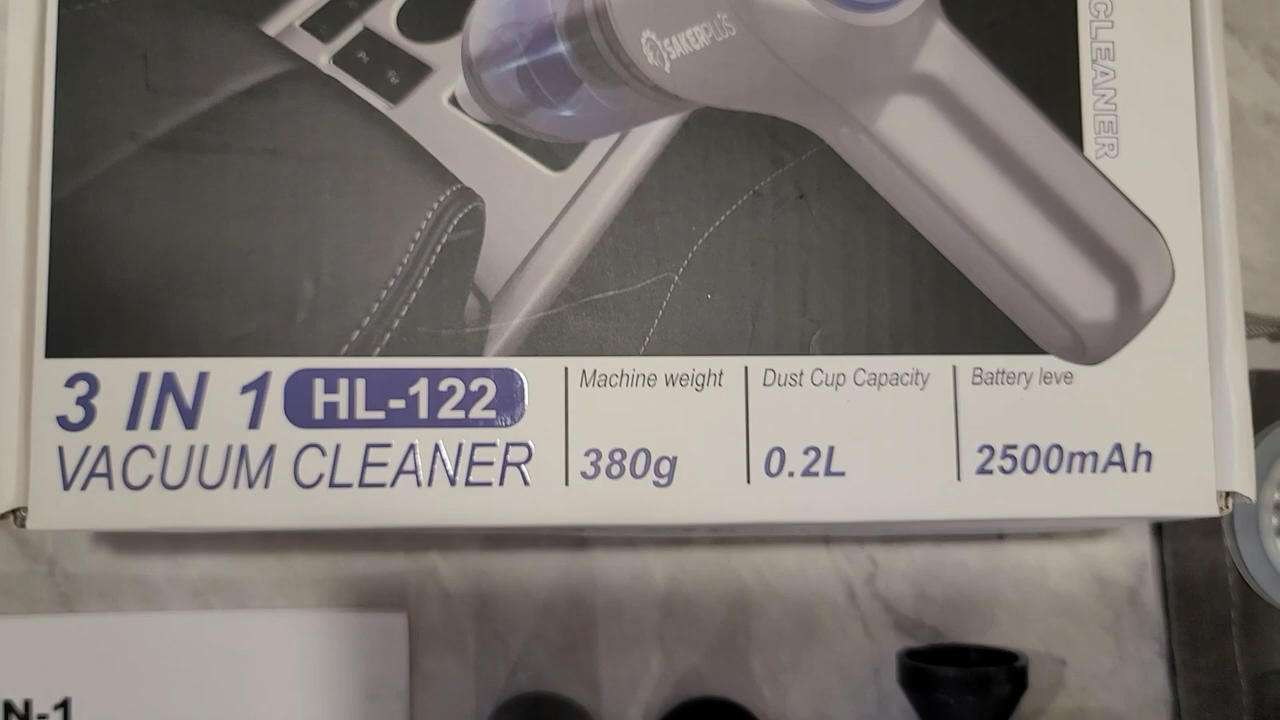 SAKERPLUS
CLEANER
3 IN 1 HL-122
VACUUM CLEANER
Machine weight
380g
Dust Cup Capacity
0.2L
Battery leve
2500mAh
N-1